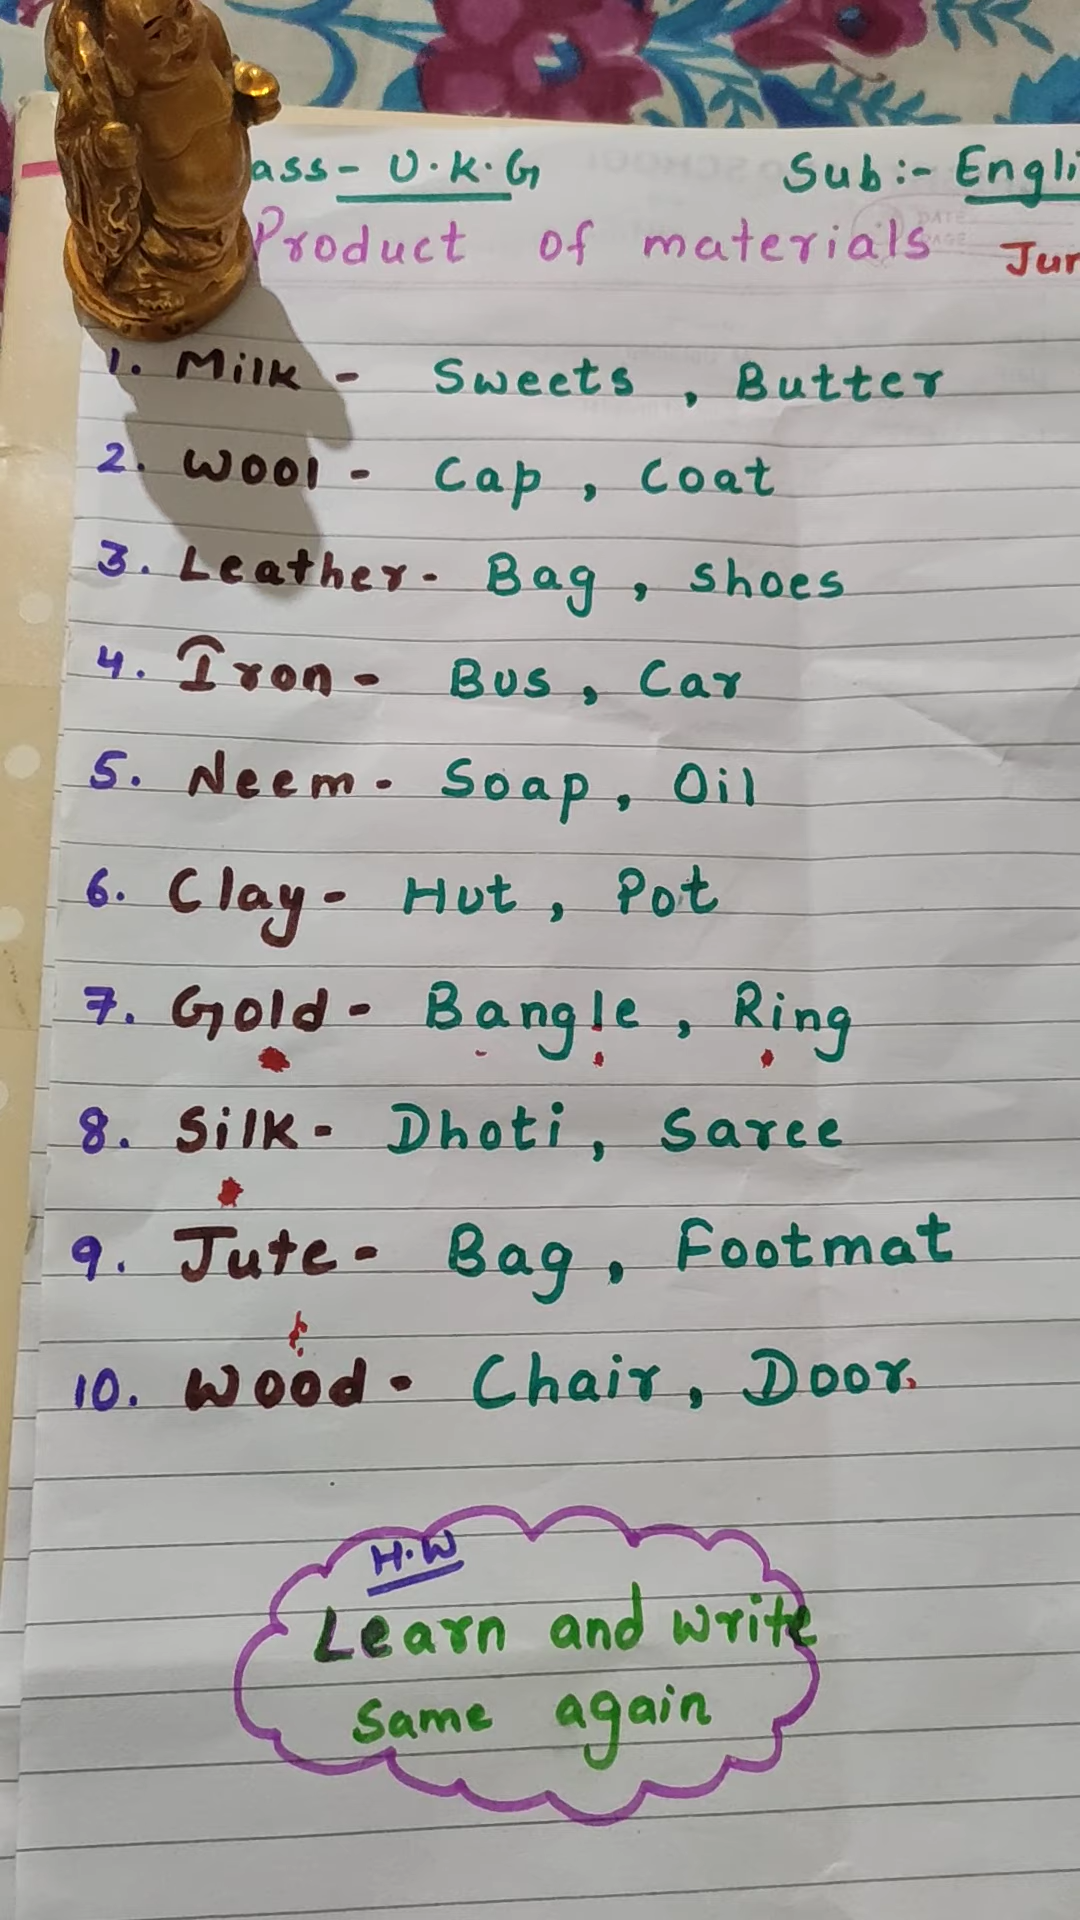 ass- U.K.G Sub:- Engli
Product of materials Jun
1. Milk - Sweets , Butter
2. Wool - Cap , Coat
3. Leather- Bag , shoes
4. Iron - Bus , Car
5. Neem - Soap , Oil
6. Clay - Hut , Pot
7. Gold - Bangle , Ring
8. Silk - Dhoti , Saree
9. Jute - Bag , Footmat
10. Wood - Chair , Door.
H.W
Learn and write
same again